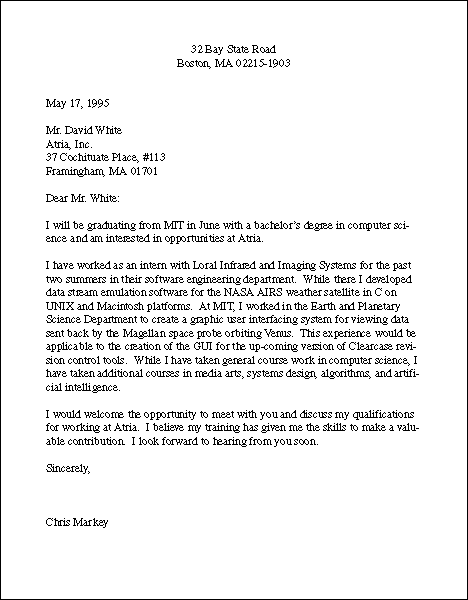 32 Bay State Road
Boston, MA 02215-1903
May 17, 1995
Mr. David White
Atria, Inc.
37 Cochituate Place, #113
Framingham, MA 01701
Dear Mr. White:
I will be graduating from MIT in June with a bachelor's degree in computer sci-
ence and am interested in opportunities at Atria.
I have worked as an intern with Loral Infrared and Imaging Systems for the past
two summers in their software engineering department. While there I developed
data stream emulation software for the NASA AIRS weather satellite in C on
UNIX and Macintosh platforms. At MIT, I worked in the Earth and Planetary
Science Department to create a graphic user interfacing system for viewing data
sent back by the Magellan space probe orbiting Venus. This experience would be
applicable to the creation of the GUI for the up-coming version of Clearcase revi-
sion control tools. While I have taken general course work in computer science, I
have taken additional courses in media arts, systems design, algorithms, and artifi-
cial intelligence.
I would welcome the opportunity to meet with you and discuss my qualifications
for working at Atria. I believe my training has given me the skills to make a valu-
able contribution. I look forward to hearing from you soon.
Sincerely,
Chris Markey